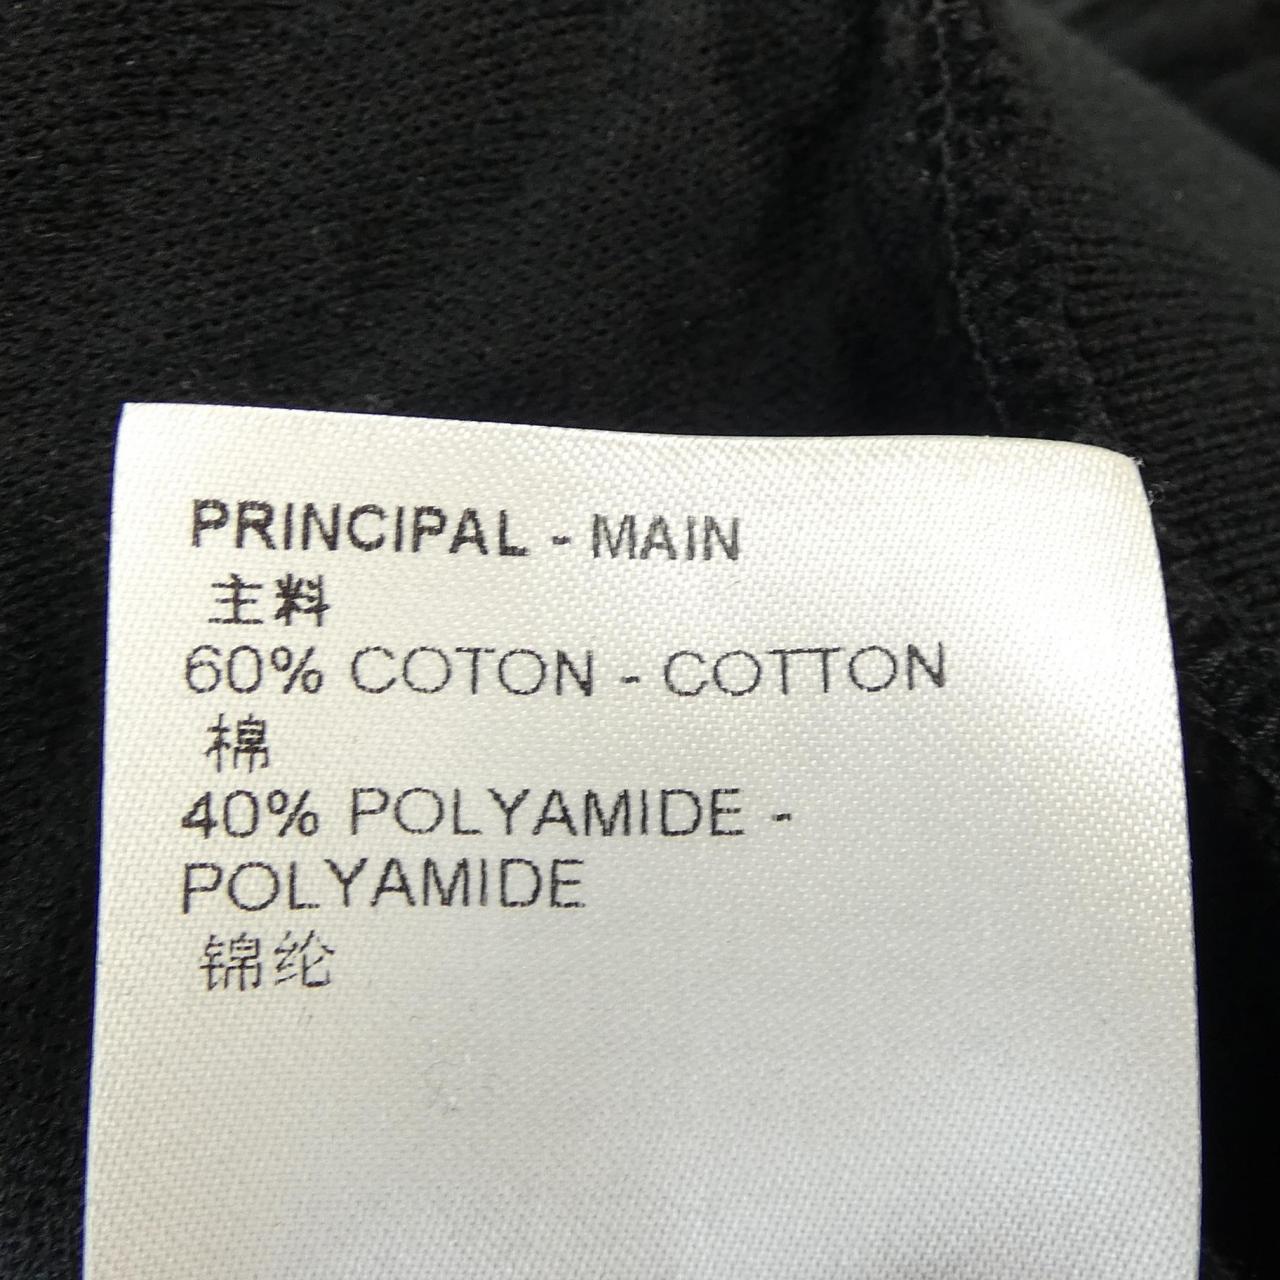 PRINCIPAL - MAIN
主料
60% COTON - COTTON
棉
40% POLYAMIDE -
POLYAMIDE
锦纶